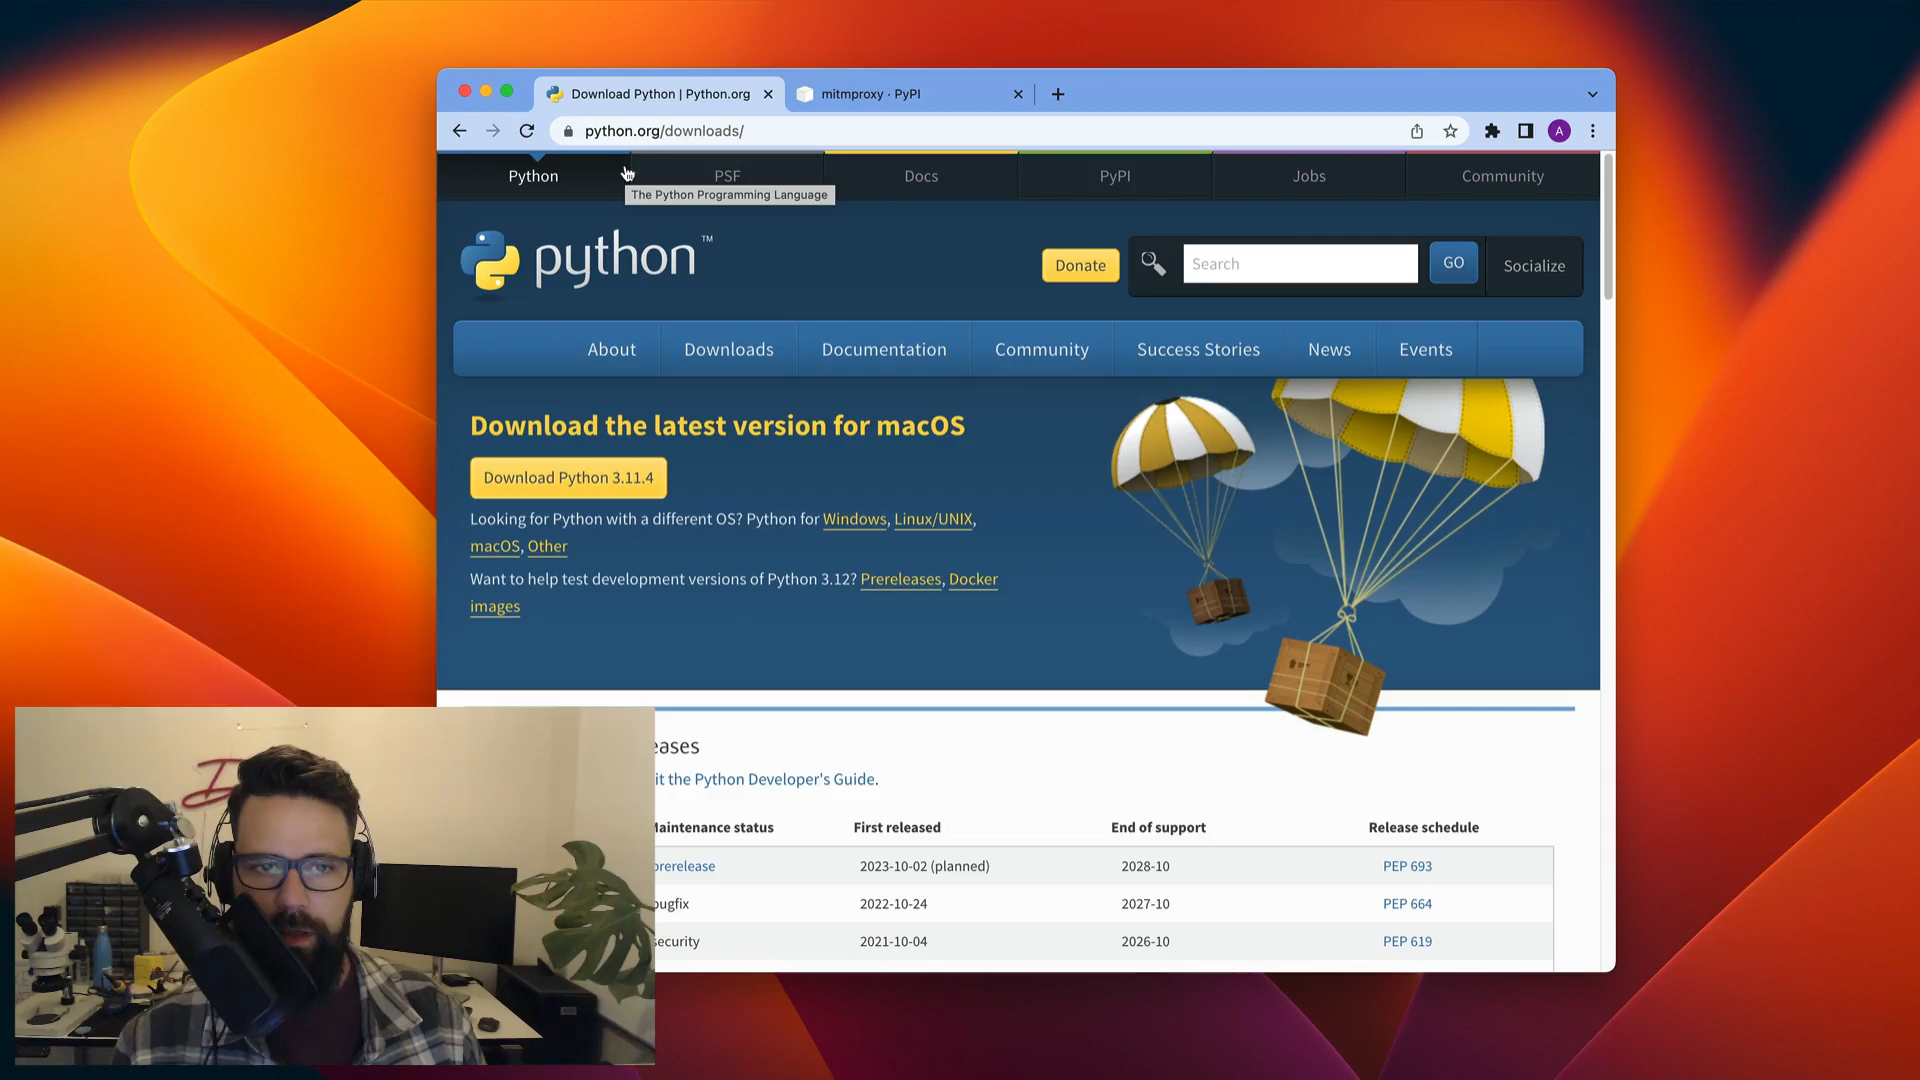 Download Python | Python.org
mitmproxy · PyPI
python.org/downloads/
A
Python
PSF
Docs
PyPI
Jobs
Community
The Python Programming Language
python™
Donate
Search
GO
Socialize
About
Downloads
Documentation
Community
Success Stories
News
Events
Download the latest version for macOS
Download Python 3.11.4
Looking for Python with a different OS? Python for Windows, Linux/UNIX,
macOS, Other
Want to help test development versions of Python 3.12? Prereleases, Docker
images
eases
it the Python Developer's Guide.
Maintenance status First released End of support Release schedule
prerelease 2023-10-02 (planned) 2028-10 PEP 693
bugfix 2022-10-24 2027-10 PEP 664
security 2021-10-04 2026-10 PEP 619